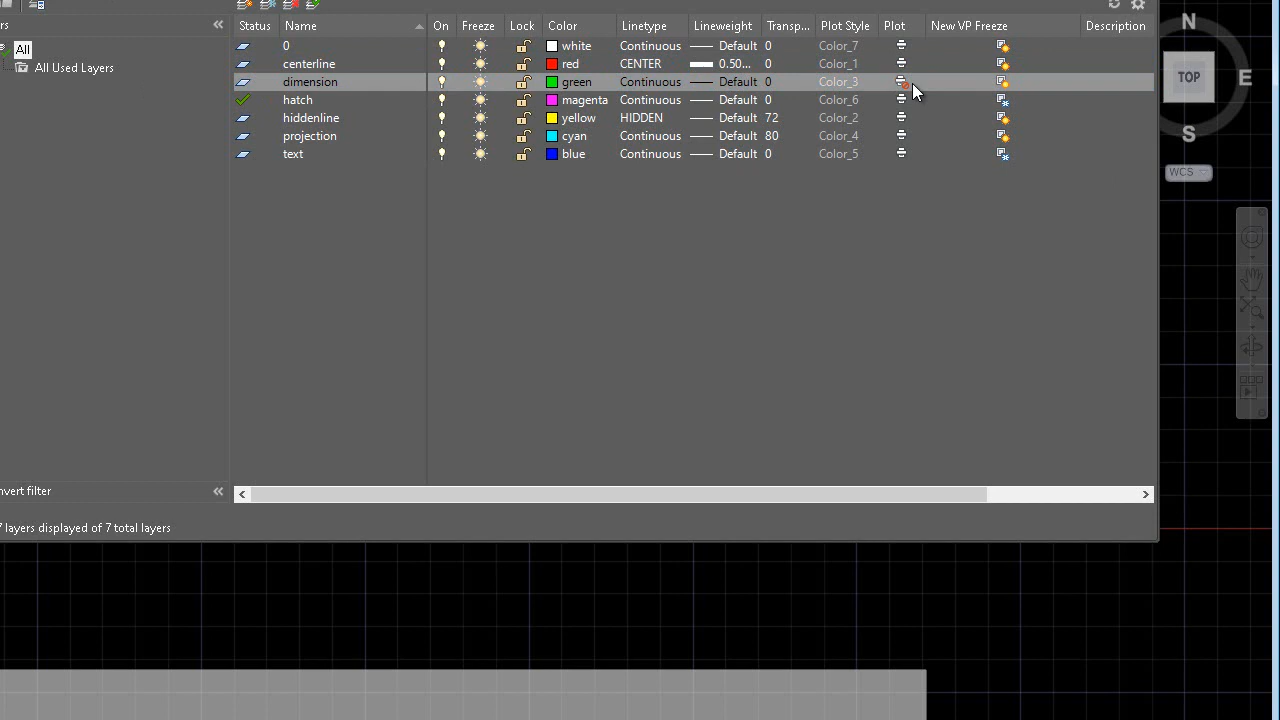 rs
Status Name On Freeze Lock Color Linetype Lineweight Transp... Plot Style Plot New VP Freeze Description
All
All Used Layers
0 white Continuous Default 0 Color_7
centerline red CENTER 0.50... 0 Color_1
dimension green Continuous Default 0 Color_3
hatch magenta Continuous Default 0 Color_6
hiddenline yellow HIDDEN Default 72 Color_2
projection cyan Continuous Default 80 Color_4
text blue Continuous Default 0 Color_5
N
TOP
E
S
WCS
nvert filter
7 layers displayed of 7 total layers